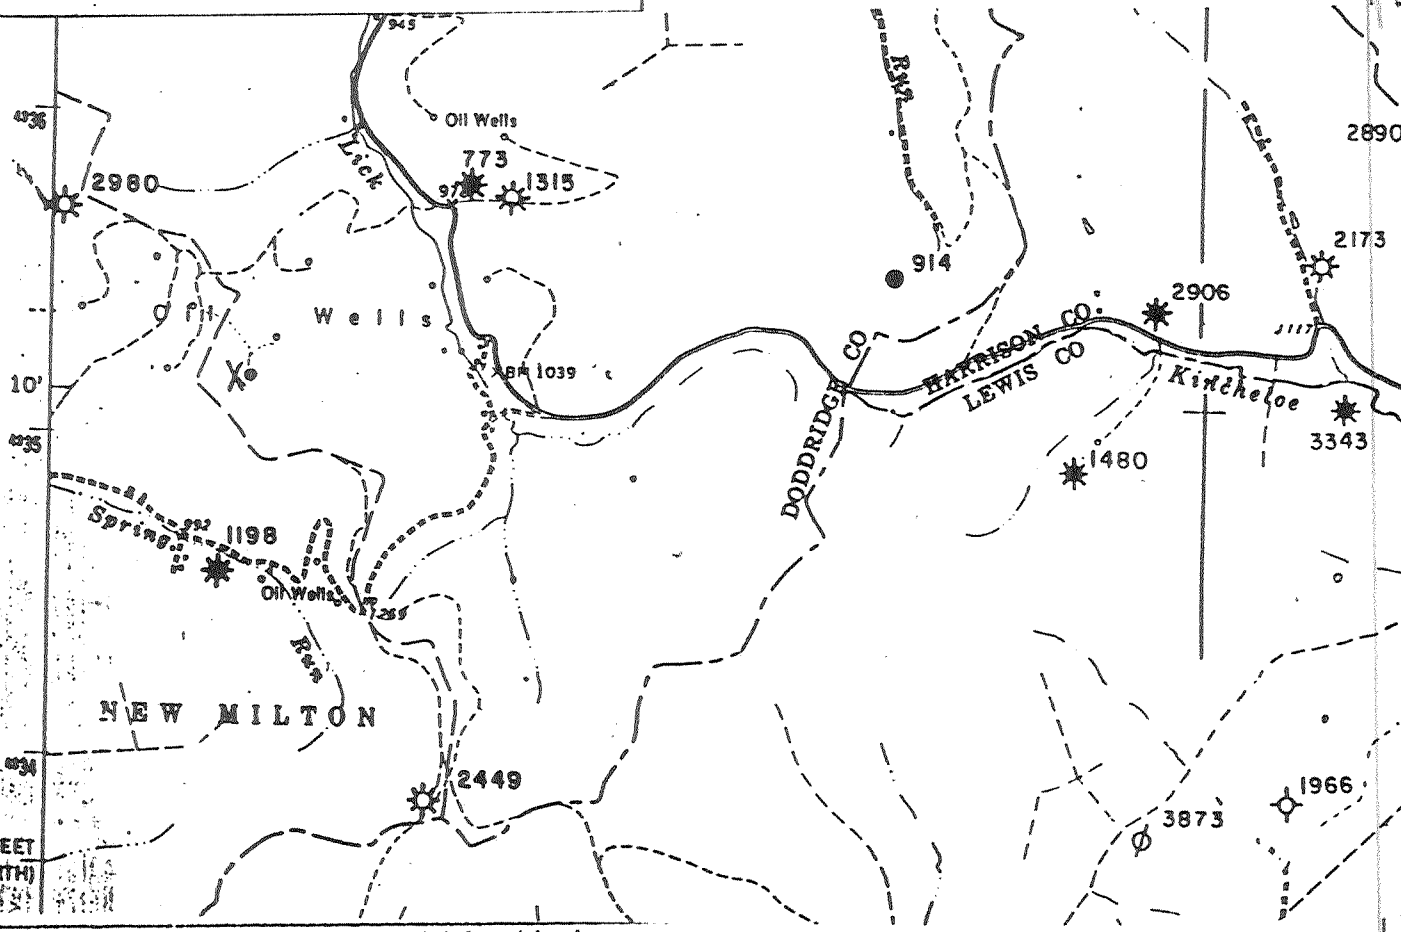 945
4336
Oil Wells
Run
2890
Lick
773
2980
972
1315
2173
914
2906
Oil
Wells
HARRISON CO.
1117
CO
LEWIS CO
BM 1039
10'
Kincheloe
4335
DODDRIDGE
3343
1480
Spring
992
1198
Oil Wells
Run
NEW MILTON
4334
2449
1966
3873
EET
TH)